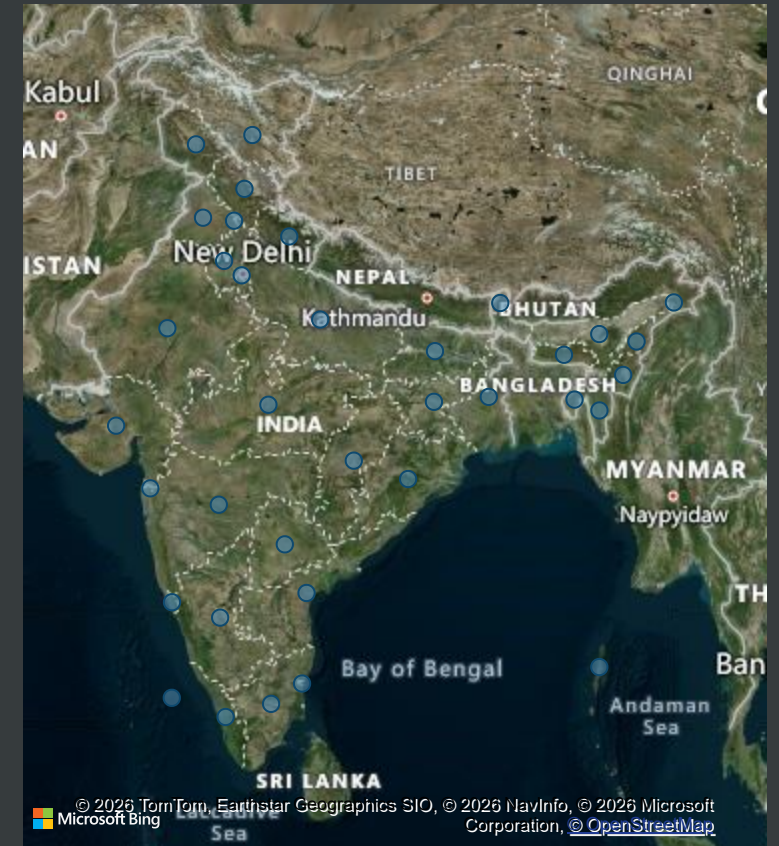 QINGHAI
Kabul
AN
TIBET
ISTAN
New Delhi
NEPAL
BHUTAN
Kathmandu
BANGLADESH
INDIA
MYANMAR
Naypyidaw
TH
Bay of Bengal
Ban
Andaman
Sea
SRI LANKA
© 2026 TomTom, Earthstar Geographics SIO, © 2026 NavInfo, © 2026 Microsoft
Corporation, © OpenStreetMap
Microsoft Bing
Laccadive
Sea